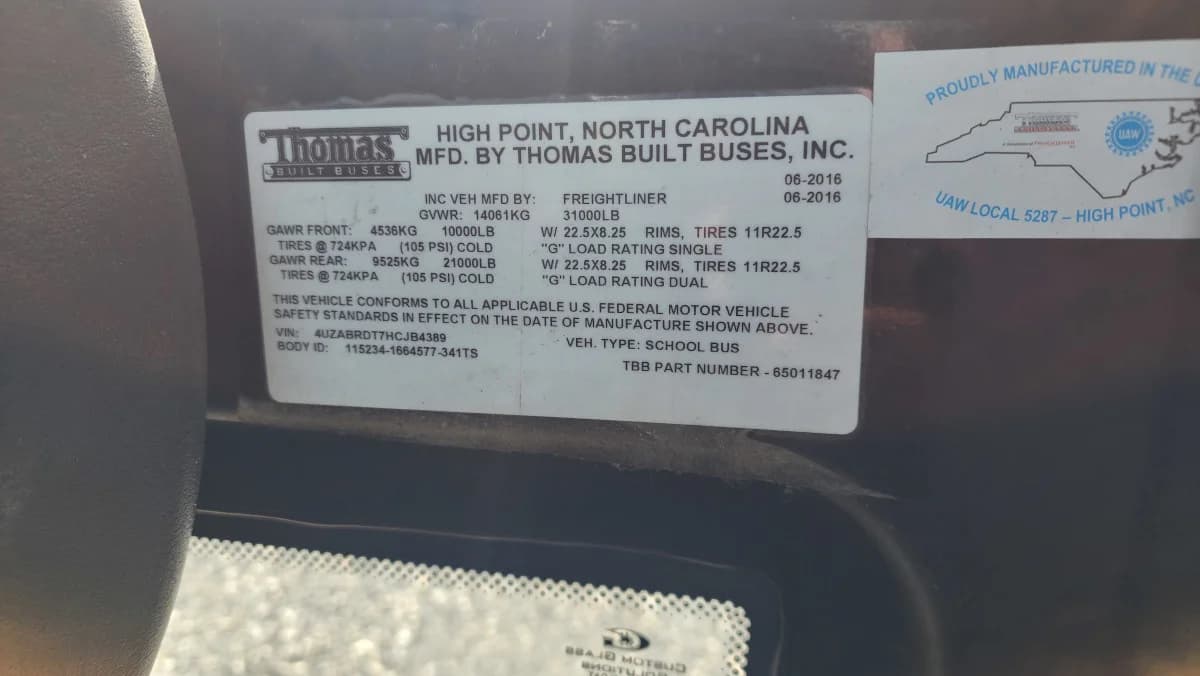 Thomas
BUILT BUSES
HIGH POINT, NORTH CAROLINA
MFD. BY THOMAS BUILT BUSES, INC.
06-2016
INC VEH MFD BY: FREIGHTLINER 06-2016
GVWR: 14061KG 31000LB
GAWR FRONT: 4536KG 10000LB W/ 22.5X8.25 RIMS, TIRES 11R22.5
TIRES @ 724KPA (105 PSI) COLD "G" LOAD RATING SINGLE
GAWR REAR: 9525KG 21000LB W/ 22.5X8.25 RIMS, TIRES 11R22.5
TIRES @ 724KPA (105 PSI) COLD "G" LOAD RATING DUAL
THIS VEHICLE CONFORMS TO ALL APPLICABLE U.S. FEDERAL MOTOR VEHICLE
SAFETY STANDARDS IN EFFECT ON THE DATE OF MANUFACTURE SHOWN ABOVE.
VIN: 4UZABRDT7HCJB4389 VEH. TYPE: SCHOOL BUS
BODY ID: 115234-1664577-341TS
TBB PART NUMBER - 65011847
PROUDLY MANUFACTURED IN THE
UAW
UAW LOCAL 5287 – HIGH POINT, NC
CUSTOM GLASS
SOLUTIONS